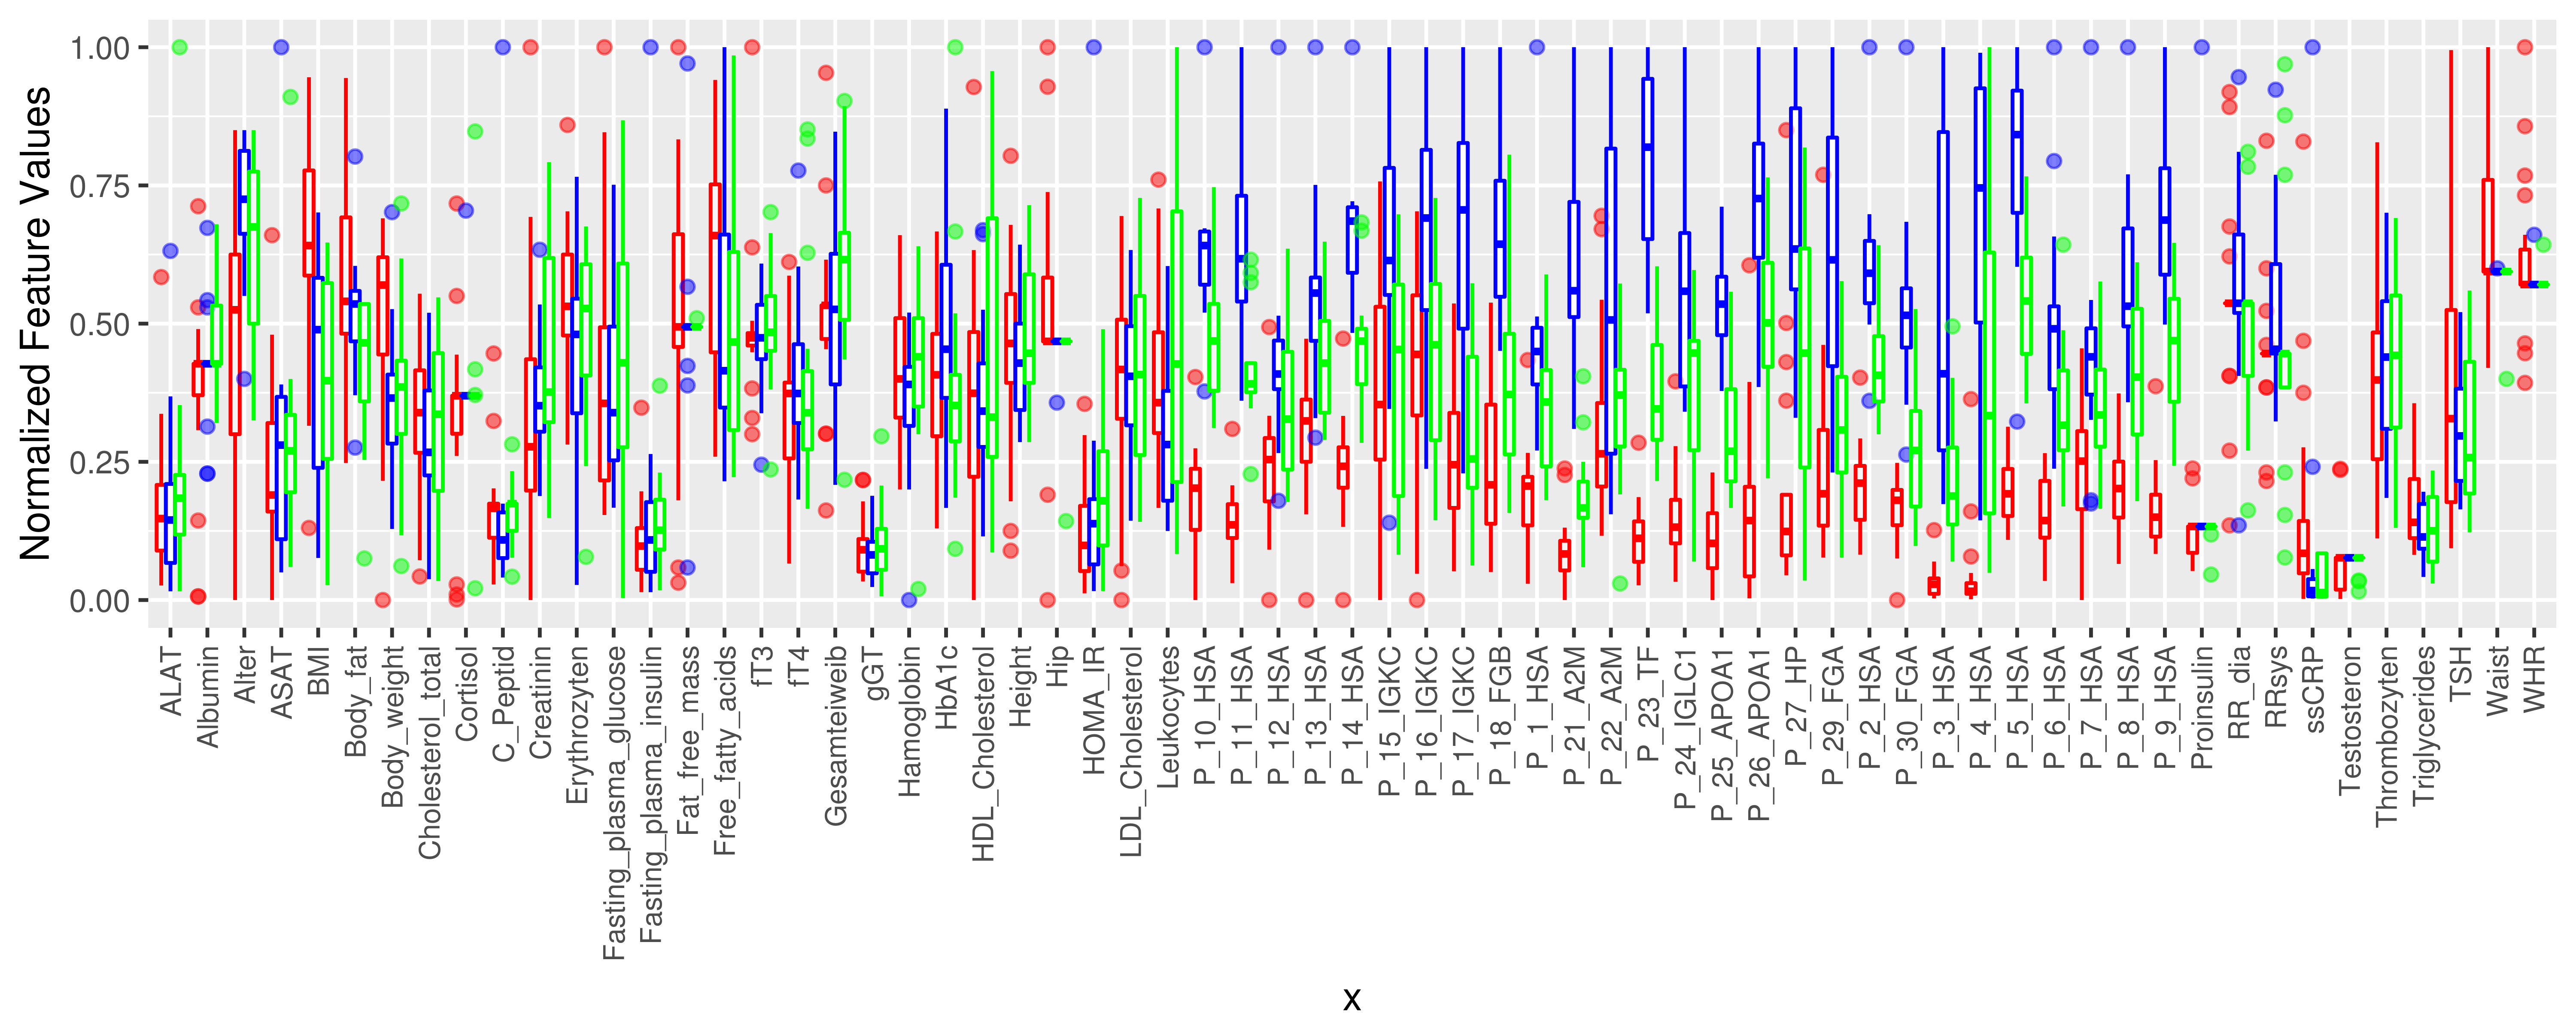 Normalized Feature Values
1.00
0.75
0.50
0.25
0.00
ALAT
Albumin
Alter
ASAT
BMI
Body_fat
Body_weight
Cholesterol_total
Cortisol
C_Peptid
Creatinin
Erythrozyten
Fasting_plasma_glucose
Fasting_plasma_insulin
Fat_free_mass
Free_fatty_acids
fT3
fT4
Gesamteiweib
gGT
Hamoglobin
HbA1c
HDL_Cholesterol
Height
Hip
HOMA_IR
LDL_Cholesterol
Leukocytes
P_10_HSA
P_11_HSA
P_12_HSA
P_13_HSA
P_14_HSA
P_15_IGKC
P_16_IGKC
P_17_IGKC
P_18_FGB
P_1_HSA
P_21_A2M
P_22_A2M
P_23_TF
P_24_IGLC1
P_25_APOA1
P_26_APOA1
P_27_HP
P_29_FGA
P_2_HSA
P_30_FGA
P_3_HSA
P_4_HSA
P_5_HSA
P_6_HSA
P_7_HSA
P_8_HSA
P_9_HSA
Proinsulin
RR_dia
RRsys
ssCRP
Testosteron
Thrombozyten
Triglycerides
TSH
Waist
WHR
x